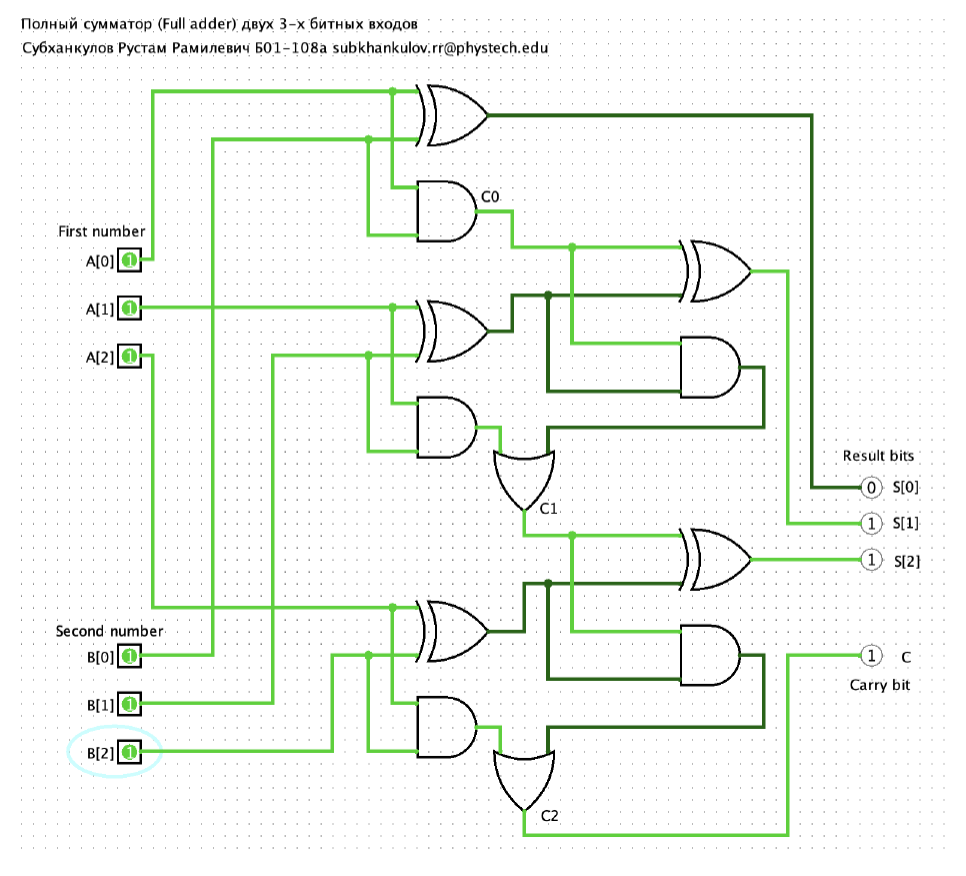 Полный сумматор (Full adder) двух 3-х битных входов
Субханкулов Рустам Рамилевич Б01-108а subkhankulov.rr@phystech.edu
C0
First number
A[0] 1
A[1] 1
A[2] 1
Result bits
0 S[0]
C1
1 S[1]
1 S[2]
Second number
B[0] 1
1 C
Carry bit
B[1] 1
B[2] 1
C2